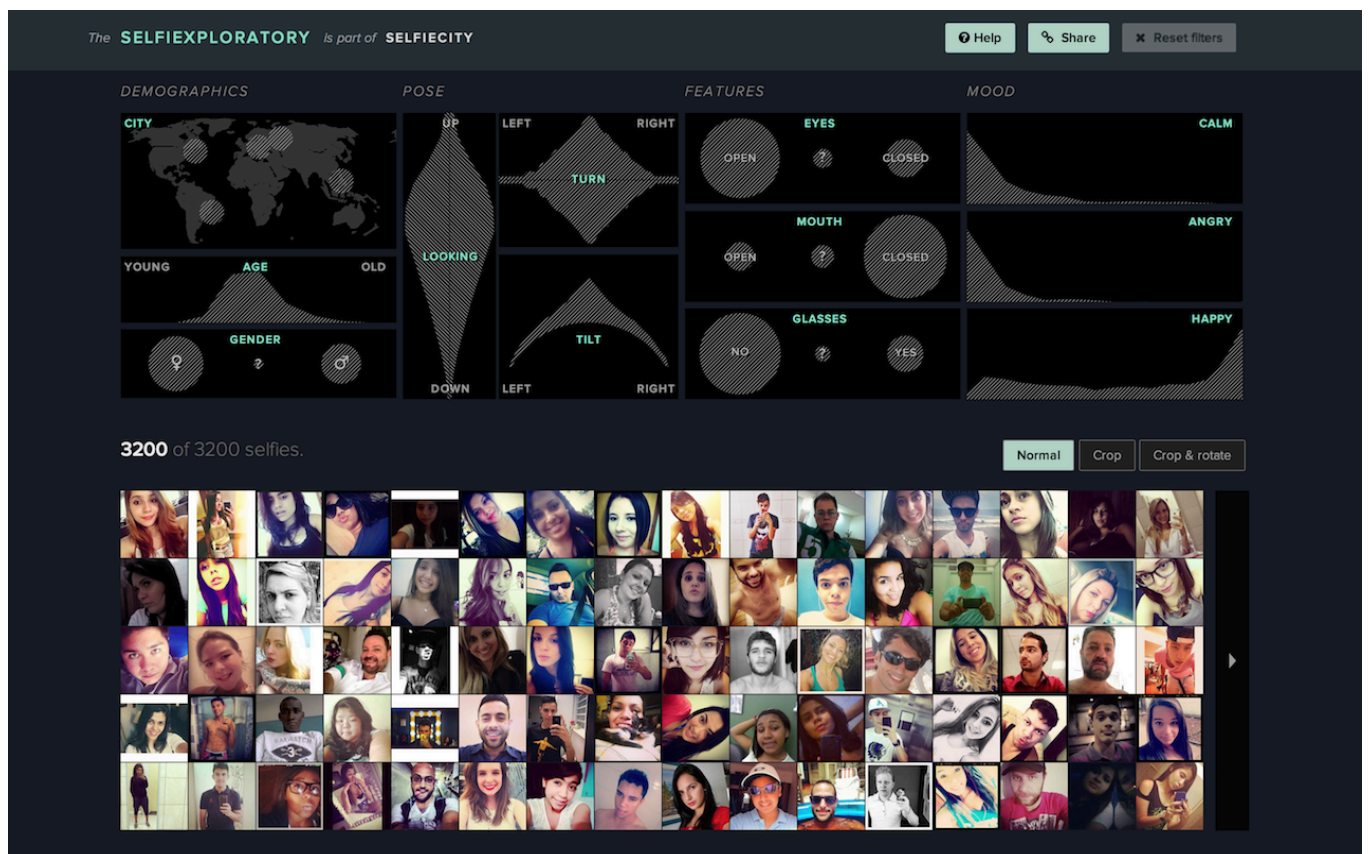 The SELFIEXPLORATORY is part of SELFIECITY
Help
Share
Reset filters
DEMOGRAPHICS
CITY
YOUNG AGE OLD
GENDER
?
POSE
UP
LOOKING
DOWN
LEFT RIGHT
TURN
TILT
LEFT RIGHT
FEATURES
EYES
OPEN ? CLOSED
MOUTH
OPEN ? CLOSED
GLASSES
NO ? YES
MOOD
CALM
ANGRY
HAPPY
3200 of 3200 selfies.
Normal
Crop
Crop & rotate
5
3